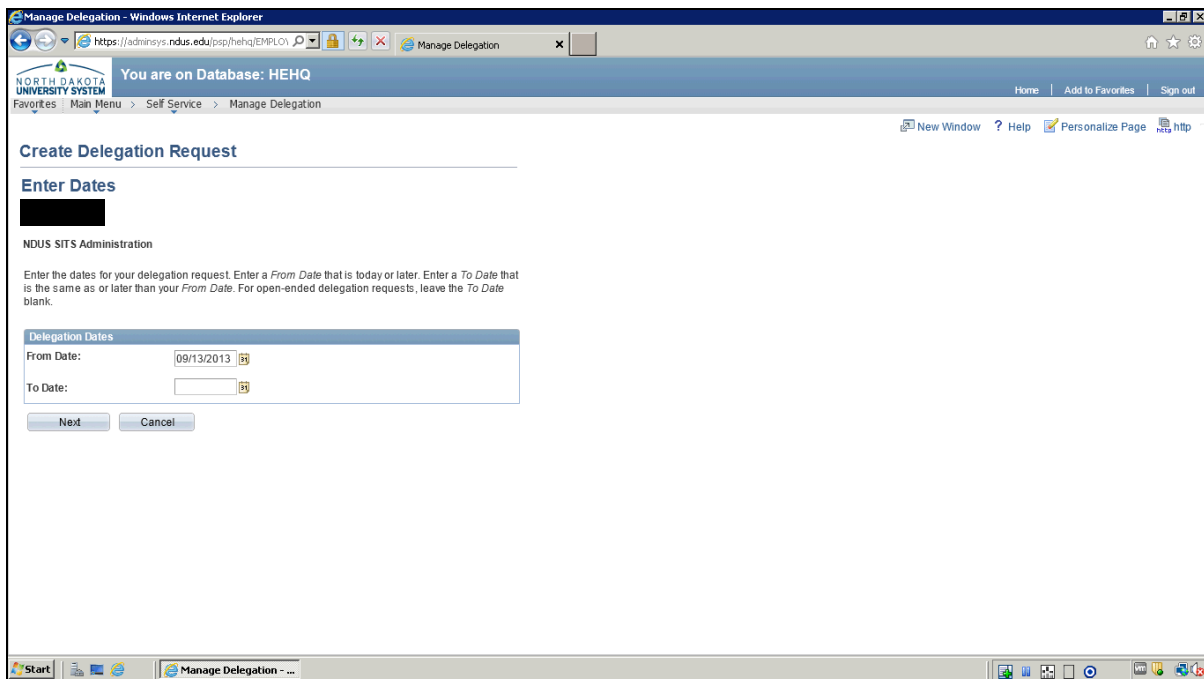 Manage Delegation - Windows Internet Explorer
https://adminsys.ndus.edu/psp/hehq/EMPLO
Manage Delegation
NORTH DAKOTA
UNIVERSITY SYSTEM
You are on Database: HEHQ
Home | Add to Favorites | Sign out
Favorites Main Menu > Self Service > Manage Delegation
New Window ? Help Personalize Page http
Create Delegation Request
Enter Dates
NDUS SITS Administration
Enter the dates for your delegation request. Enter a From Date that is today or later. Enter a To Date that
is the same as or later than your From Date. For open-ended delegation requests, leave the To Date
blank.
Delegation Dates
From Date: 09/13/2013 31
To Date: 31
Next Cancel
Start Manage Delegation - ...